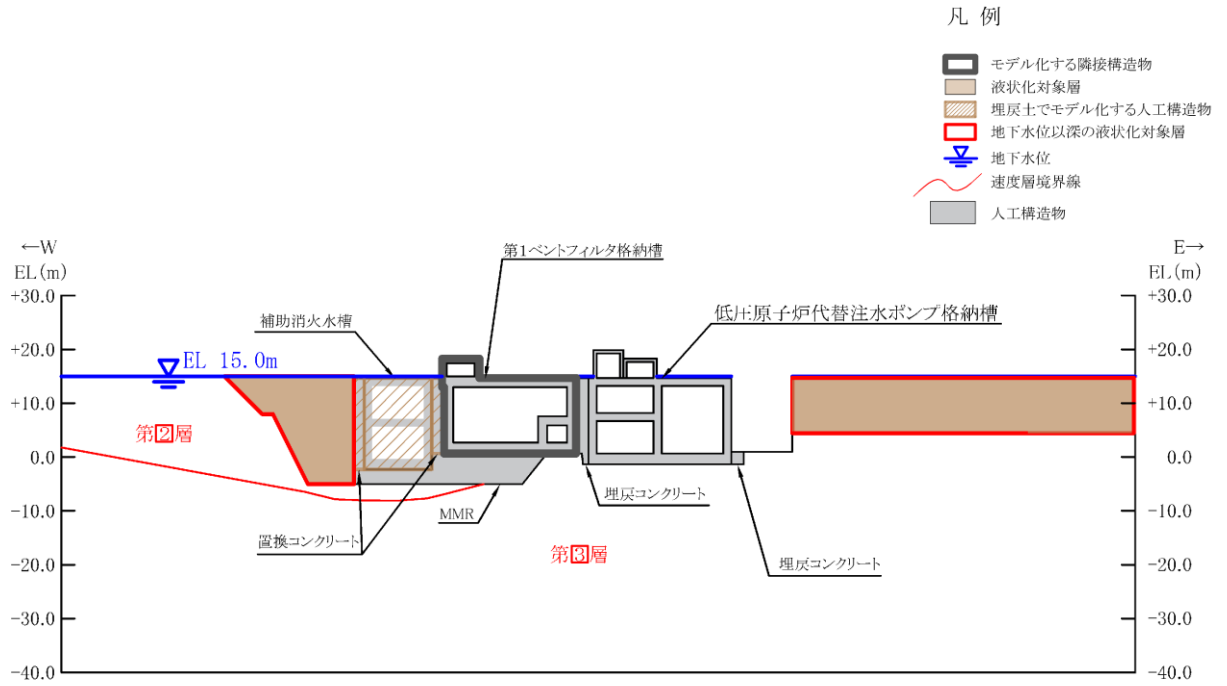 凡 例
モデル化する隣接構造物
液状化対象層
埋戻土でモデル化する人工構造物
地下水位以深の液状化対象層
地下水位
速度層境界線
人工構造物
←W
EL(m)
E→
EL(m)
第1ベントフィルタ格納槽
低圧原子炉代替注水ポンプ格納槽
補助消火水槽
EL 15.0m
+30.0
+20.0
+10.0
0.0
-10.0
-20.0
-30.0
-40.0
+30.0
+20.0
+10.0
0.0
-10.0
-20.0
-30.0
-40.0
第2層
第3層
置換コンクリート
MMR
埋戻コンクリート
埋戻コンクリート